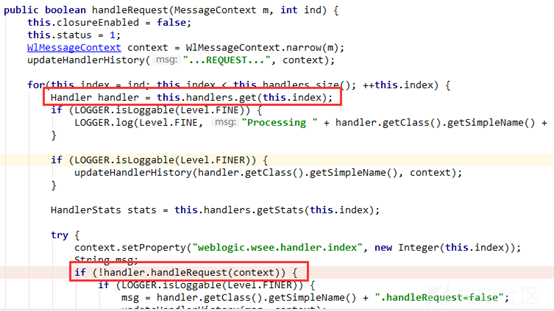 public boolean handleRequest(MessageContext m, int ind) {
this.closureEnabled = false;
this.status = 1;
WlMessageContext context = WlMessageContext.narrow(m);
updateHandlerHistory( msg: "...REQUEST...", context);
for(this.index = ind; this.index < this.handlers.size(); ++this.index) {
Handler handler = this.handlers.get(this.index);
if (LOGGER.isLoggable(Level.FINE)) {
LOGGER.log(Level.FINE, msg: "Processing " + handler.getClass().getSimpleName() +
}
if (LOGGER.isLoggable(Level.FINER)) {
updateHandlerHistory(handler.getClass().getSimpleName(), context);
}
HandlerStats stats = this.handlers.getStats(this.index);
try {
context.setProperty("weblogic.wsee.handler.index", new Integer(this.index));
String msg;
if (!handler.handleRequest(context)) {
if (LOGGER.isLoggable(Level.FINER)) {
msg = handler.getClass().getSimpleName() + ".handleRequest=false";